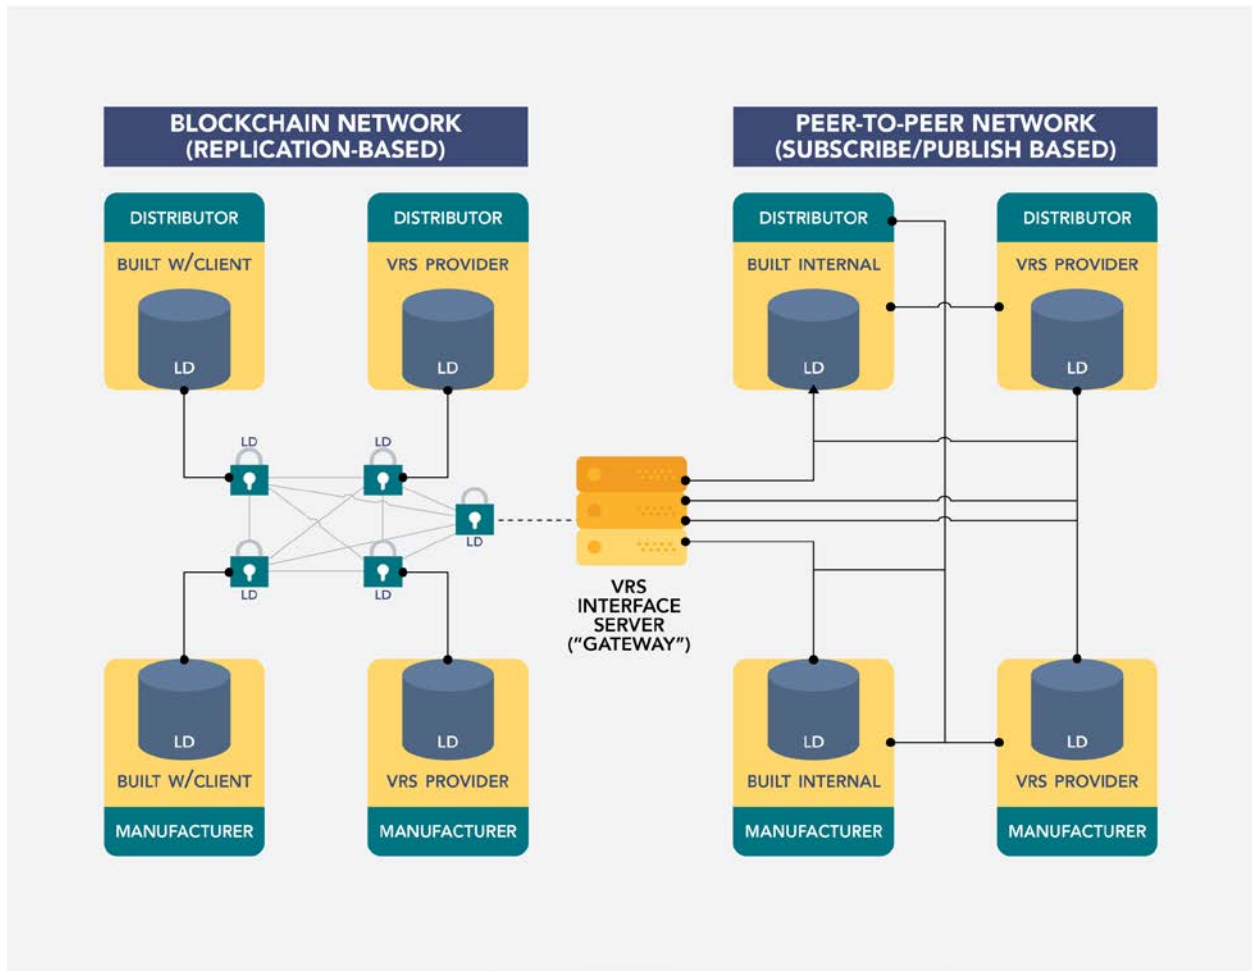 BLOCKCHAIN NETWORK
(REPLICATION-BASED)
PEER-TO-PEER NETWORK
(SUBSCRIBE/PUBLISH BASED)
DISTRIBUTOR
BUILT W/CLIENT
LD
DISTRIBUTOR
VRS PROVIDER
LD
DISTRIBUTOR
BUILT INTERNAL
LD
DISTRIBUTOR
VRS PROVIDER
LD
LD
LD
LD
LD
LD
VRS
INTERFACE
SERVER
("GATEWAY")
LD
BUILT W/CLIENT
MANUFACTURER
LD
VRS PROVIDER
MANUFACTURER
LD
BUILT INTERNAL
MANUFACTURER
LD
VRS PROVIDER
MANUFACTURER